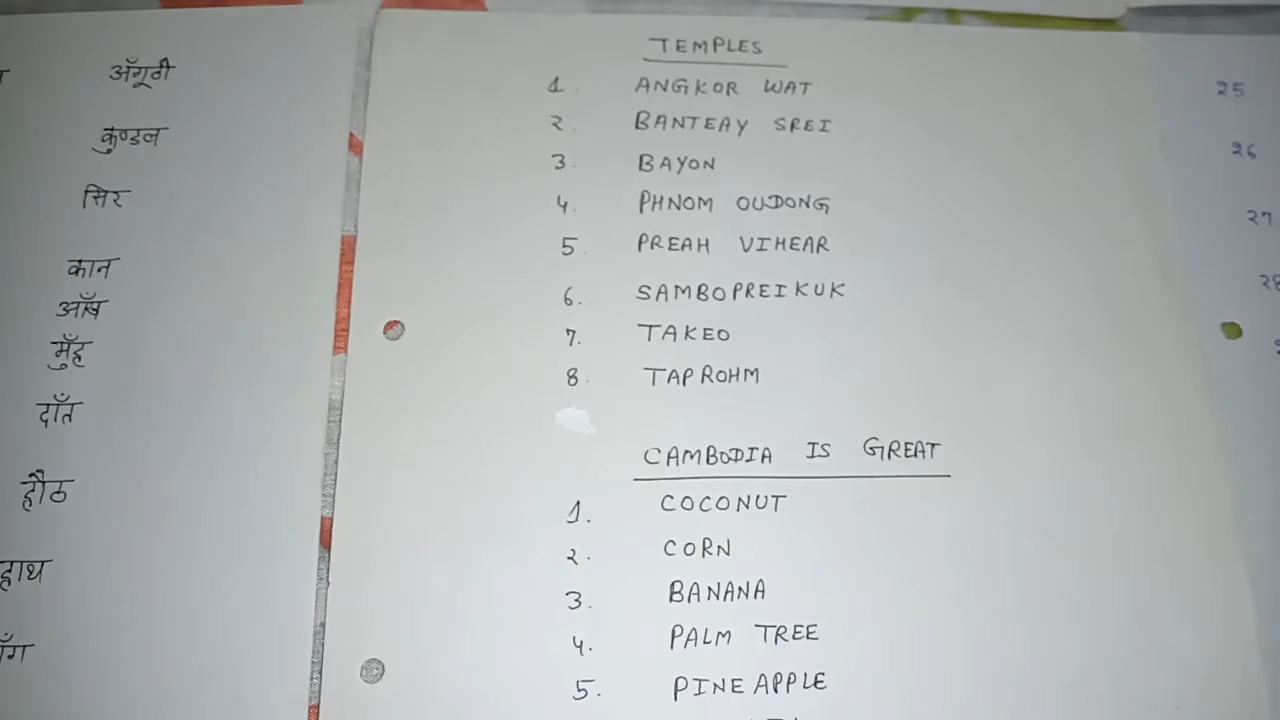 अँगूठी
कुण्डल
सिर
कान
आँख
मुँह
दाँत
हौठ
हाथ
TEMPLES
1. ANGKOR WAT
2. BANTEAY SREI
3. BAYON
4. PHNOM OUDONG
5. PREAH VIHEAR
6. SAMBOPREIKUK
7. TAKEO
8. TAPROHM
CAMBODIA IS GREAT
1. COCONUT
2. CORN
3. BANANA
4. PALM TREE
5. PINEAPPLE
25
26
27
28